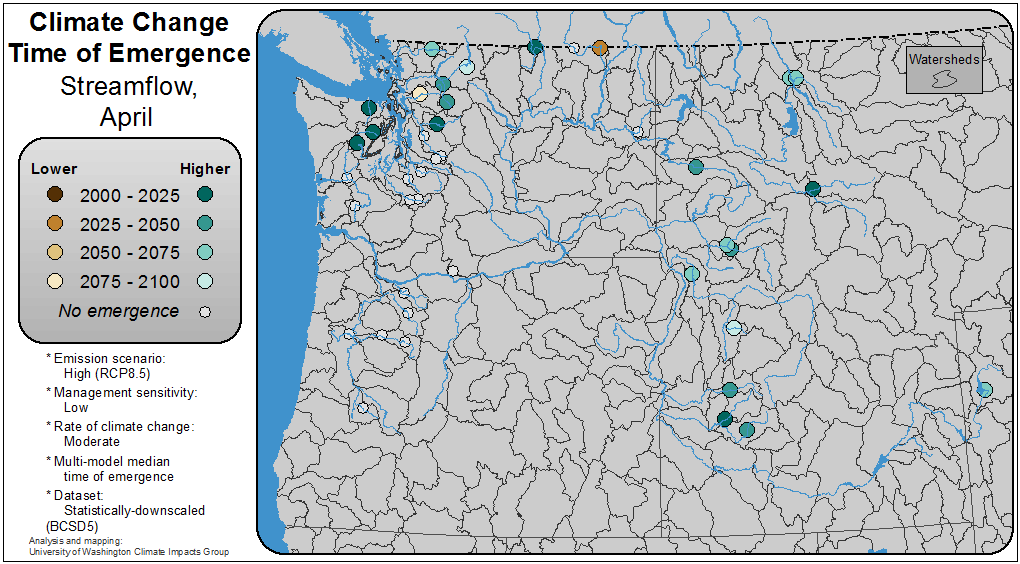 Climate Change
Time of Emergence
Streamflow,
April
Lower Higher
2000 - 2025
2025 - 2050
2050 - 2075
2075 - 2100
No emergence
* Emission scenario:
High (RCP8.5)
* Management sensitivity:
Low
* Rate of climate change:
Moderate
* Multi-model median
time of emergence
* Dataset:
Statistically-downscaled
(BCSD5)
Analysis and mapping:
University of Washington Climate Impacts Group
Watersheds